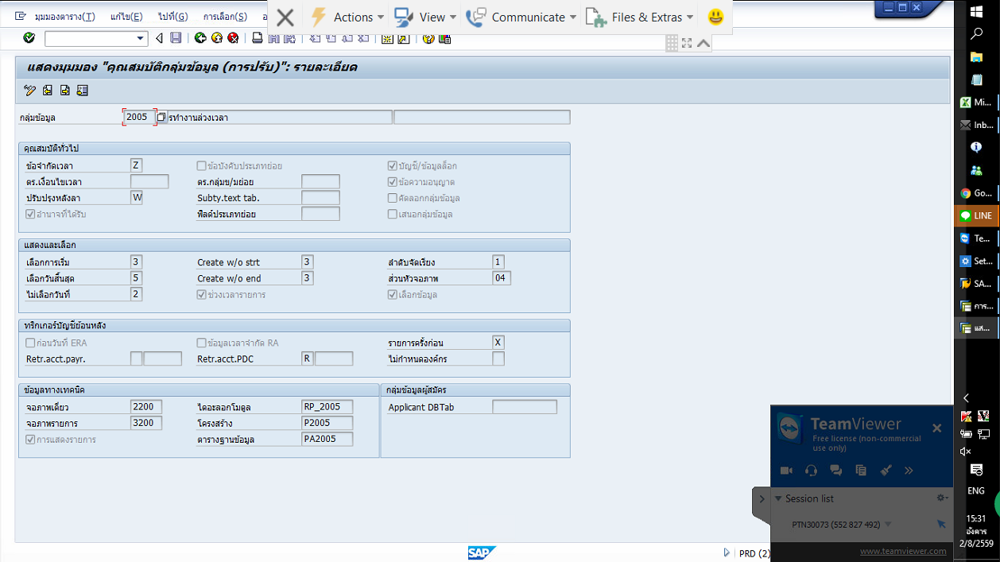 มุมมองตาราง(T) แก้ไข(E) ไปที่(G) การเลือก(S)
Actions View Communicate Files & Extras
แสดงมุมมอง "คุณสมบัติกลุ่มข้อมูล (การปรับ)": รายละเอียด
กลุ่มข้อมูล 2005 รทำงานล่วงเวลา
คุณสมบัติทั่วไป
ข้อจำกัดเวลา Z ข้อบังคับประเภทย่อย บัญชี/ข้อมูลล็อก
ตร.เงื่อนไขเวลา ตร.กลุ่มข/มย่อย ข้อความอนุญาต
ปรับปรุงหลังลา W Subty.text tab. คัดลอกกลุ่มข้อมูล
อำนาจที่ได้รับ ฟิลด์ประเภทย่อย เสนอกลุ่มข้อมูล
แสดงและเลือก
เลือกการเริ่ม 3 Create w/o strt 3 ลำดับจัดเรียง 1
เลือกวันสิ้นสุด 5 Create w/o end 3 ส่วนหัวจอภาพ 04
ไม่เลือกวันที่ 2 ช่วงเวลารายการ เลือกข้อมูล
ทริกเกอร์บัญชีย้อนหลัง
ก่อนวันที่ ERA ข้อมูลเวลาจำกัด RA รายการครั้งก่อน X
Retr.acct.payr. Retr.acct.PDC R ไม่กำหนดองค์กร
ข้อมูลทางเทคนิค กลุ่มข้อมูลผู้สมัคร
จอภาพเดี่ยว 2200 ไดอะลอกโมดูล RP_2005 Applicant DBTab
จอภาพรายการ 3200 โครงสร้าง P2005
การแสดงรายการ ตารางฐานข้อมูล PA2005
SAP PRD (2)
TeamViewer
Free license (non-commercial
use only)
Session list
PTN30073 (552 827 492)
www.teamviewer.com
Mi...
Inb...
Go...
LINE
Te...
Set...
SA...
การ...
แส...
ENG
15:31
อังคาร
2/8/2559